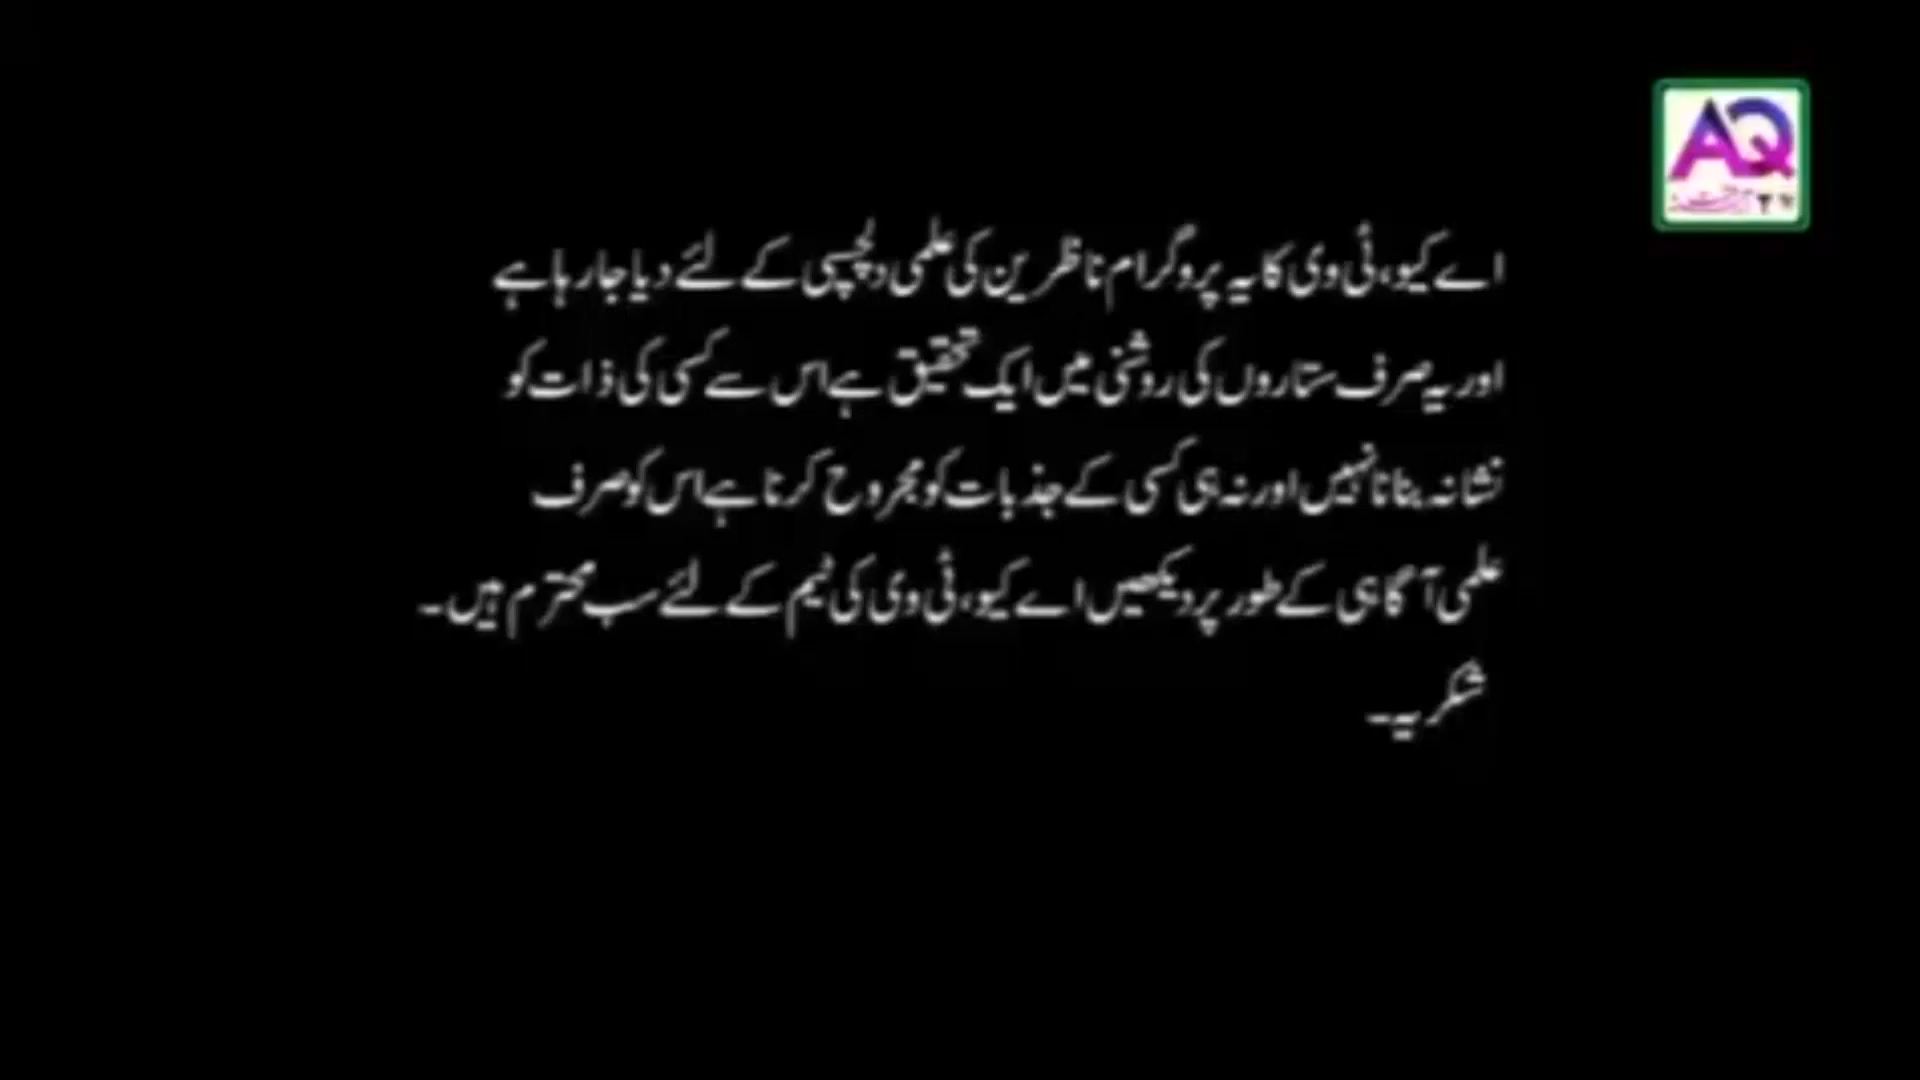 AQ
اے کیو، ٹی وی کا یہ پروگرام ناظرین کی علمی دلچسپی کے لئے دیا جا رہا ہے
اور یہ صرف ستاروں کی روشنی میں ایک تحقیق ہے اس سے کسی کی ذات کو
نشانہ بنانا نہیں اور نہ ہی کسی کے جذبات کو مجروح کرنا ہے اس کو صرف
علمی آگاہی کے طور پر دیکھیں اے کیو، ٹی وی کی ٹیم کے لئے سب محترم ہیں۔
شکریہ۔